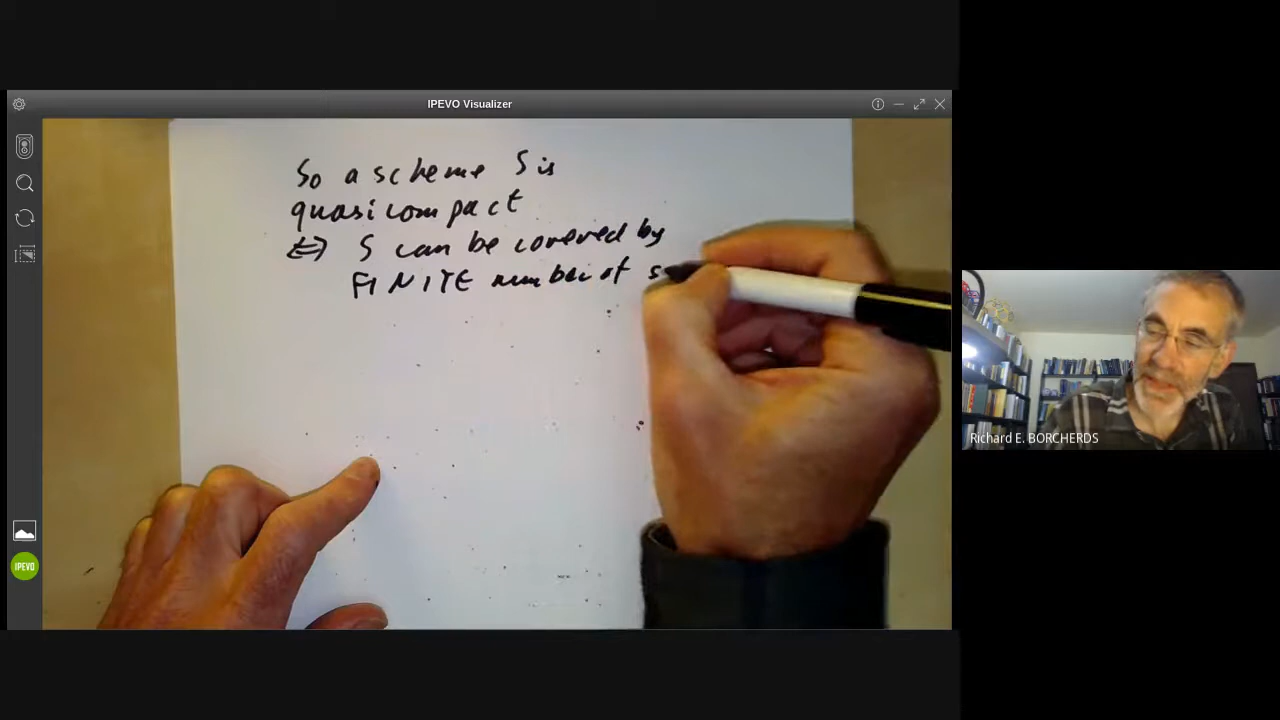 IPEVO Visualizer
So a scheme S is
quasicompact
⇔ S can be covered by
FINITE number of s
Richard E. BORCHERDS
IPEVO